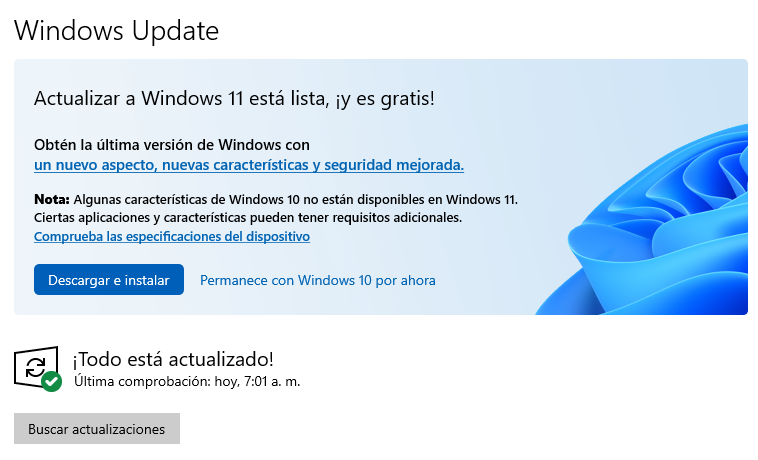 Windows Update
Actualizar a Windows 11 está lista, ¡y es gratis!
Obtén la última versión de Windows con
un nuevo aspecto, nuevas características y seguridad mejorada.
Nota: Algunas características de Windows 10 no están disponibles en Windows 11.
Ciertas aplicaciones y características pueden tener requisitos adicionales.
Comprueba las especificaciones del dispositivo
Descargar e instalar
Permanece con Windows 10 por ahora
¡Todo está actualizado!
Última comprobación: hoy, 7:01 a. m.
Buscar actualizaciones